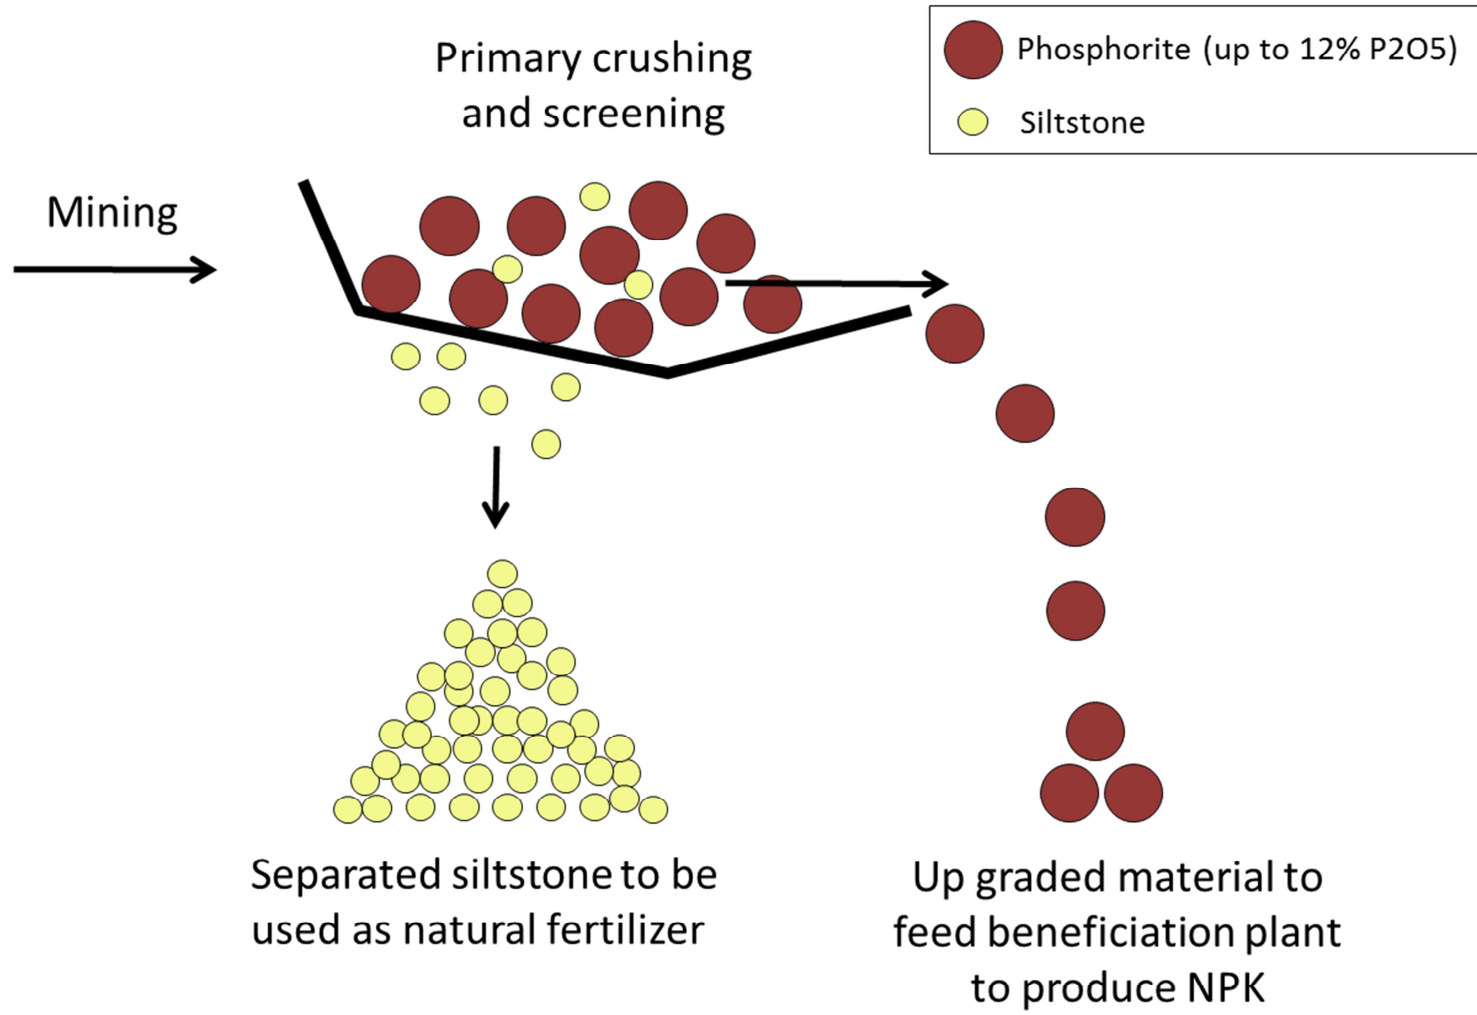 Primary crushing
and screening
Phosphorite (up to 12% P2O5)
Siltstone
Mining
Separated siltstone to be
used as natural fertilizer
Up graded material to
feed beneficiation plant
to produce NPK